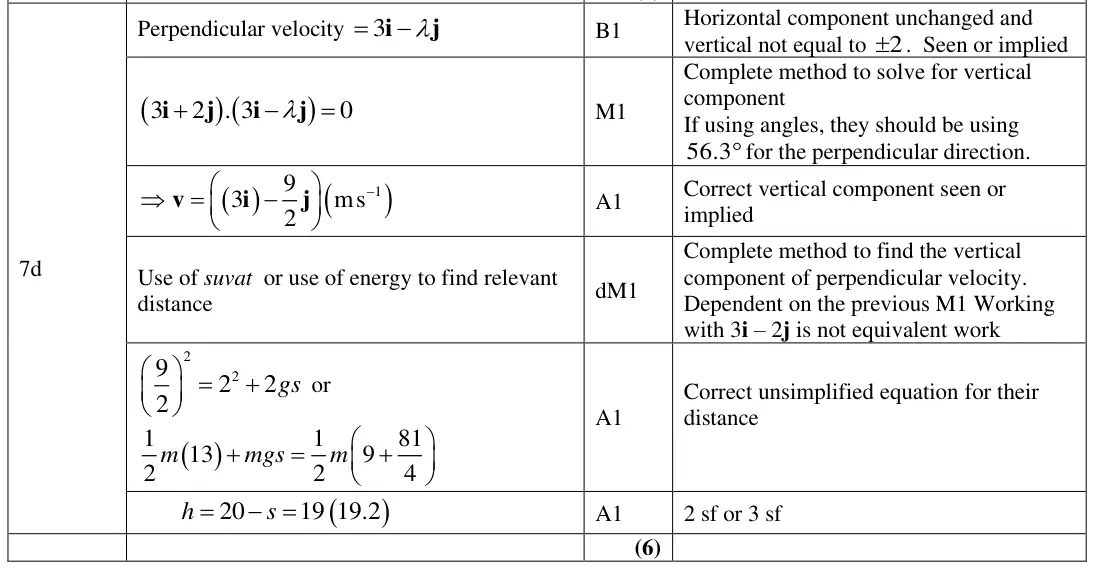 7d
Perpendicular velocity = 3i − λj
B1
Horizontal component unchanged and
vertical not equal to ±2. Seen or implied
(3i + 2j).(3i − λj) = 0
M1
Complete method to solve for vertical
component
If using angles, they should be using
56.3° for the perpendicular direction.
⇒ v = ((3i) − 9/2 j)(m s⁻¹)
A1
Correct vertical component seen or
implied
Use of suvat or use of energy to find relevant
distance
dM1
Complete method to find the vertical
component of perpendicular velocity.
Dependent on the previous M1 Working
with 3i – 2j is not equivalent work
(9/2)² = 2² + 2gs or
1/2 m(13) + mgs = 1/2 m(9 + 81/4)
A1
Correct unsimplified equation for their
distance
h = 20 − s = 19 (19.2)
A1
2 sf or 3 sf
(6)